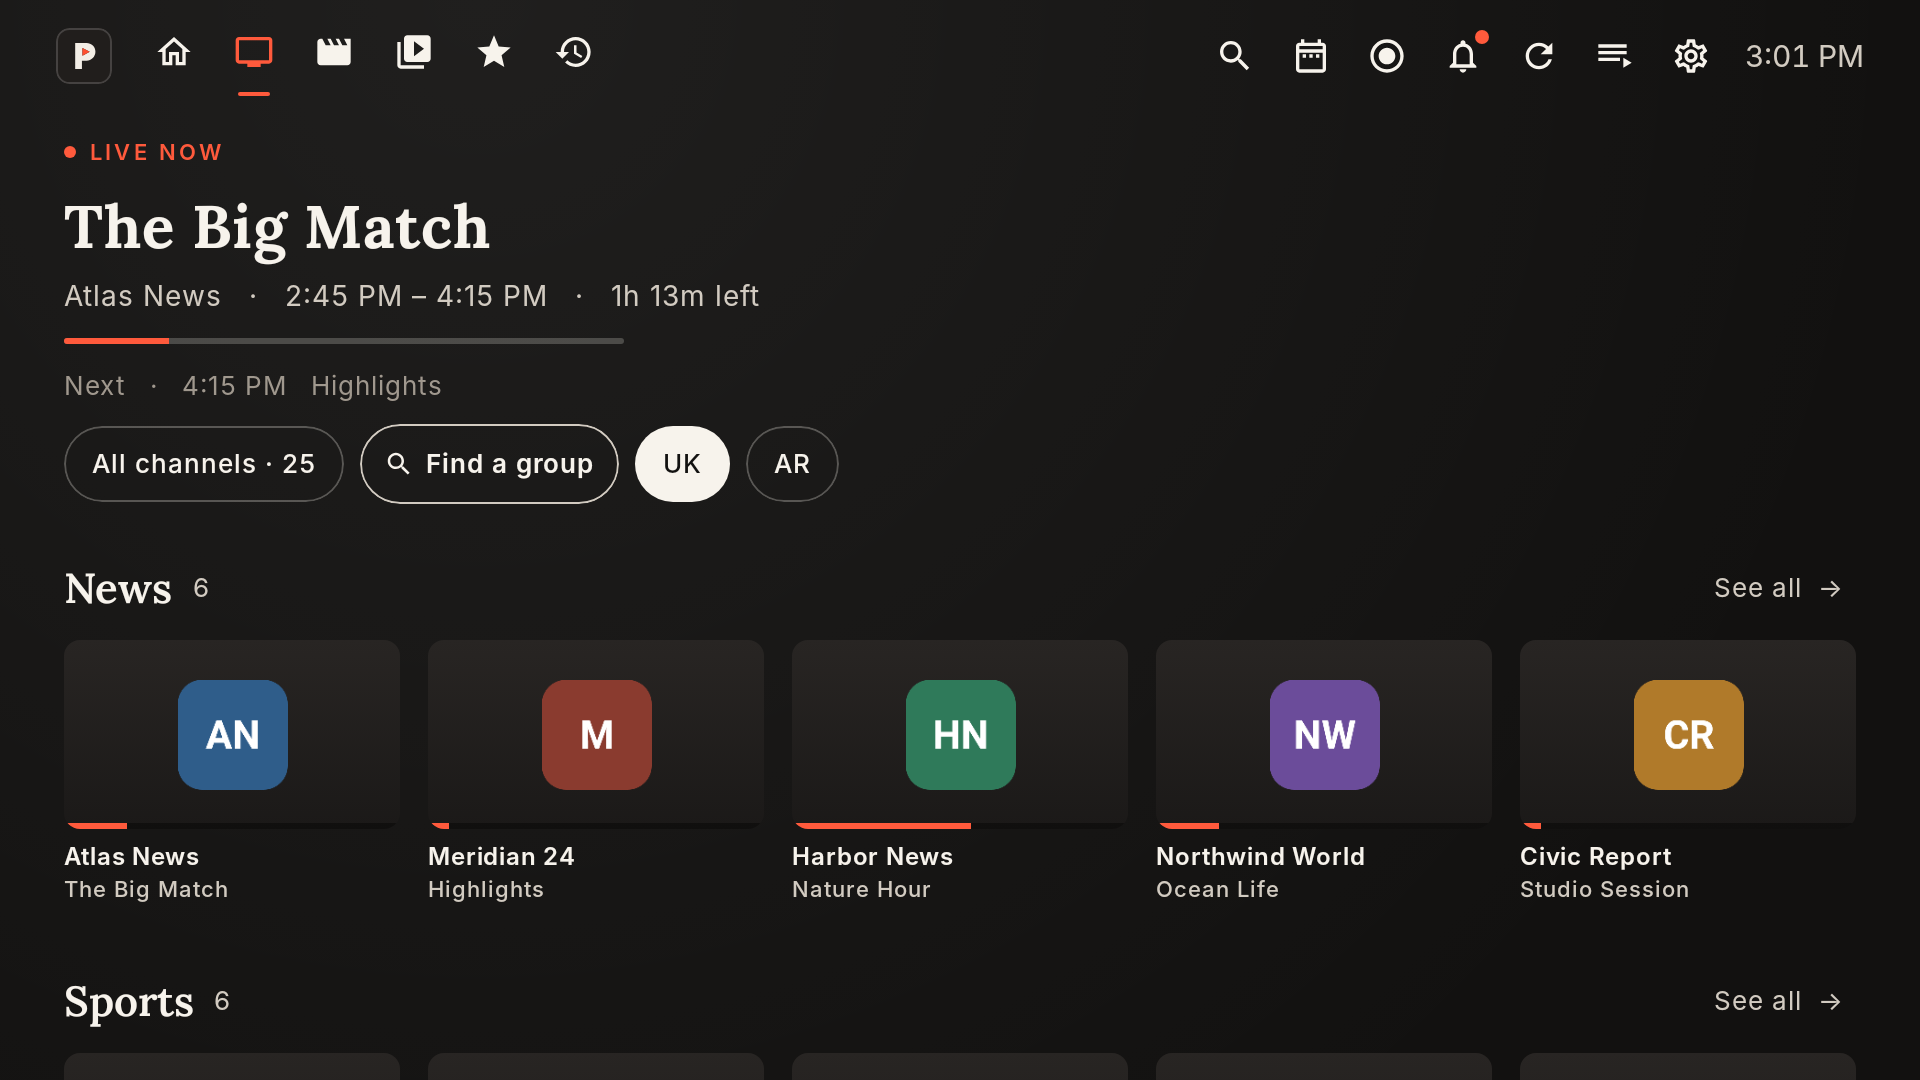 P
3:01 PM
LIVE NOW
The Big Match
Atlas News · 2:45 PM – 4:15 PM · 1h 13m left
Next · 4:15 PM Highlights
All channels · 25
Find a group
UK
AR
News 6
See all →
AN
M
HN
NW
CR
Atlas News
The Big Match
Meridian 24
Highlights
Harbor News
Nature Hour
Northwind World
Ocean Life
Civic Report
Studio Session
Sports 6
See all →